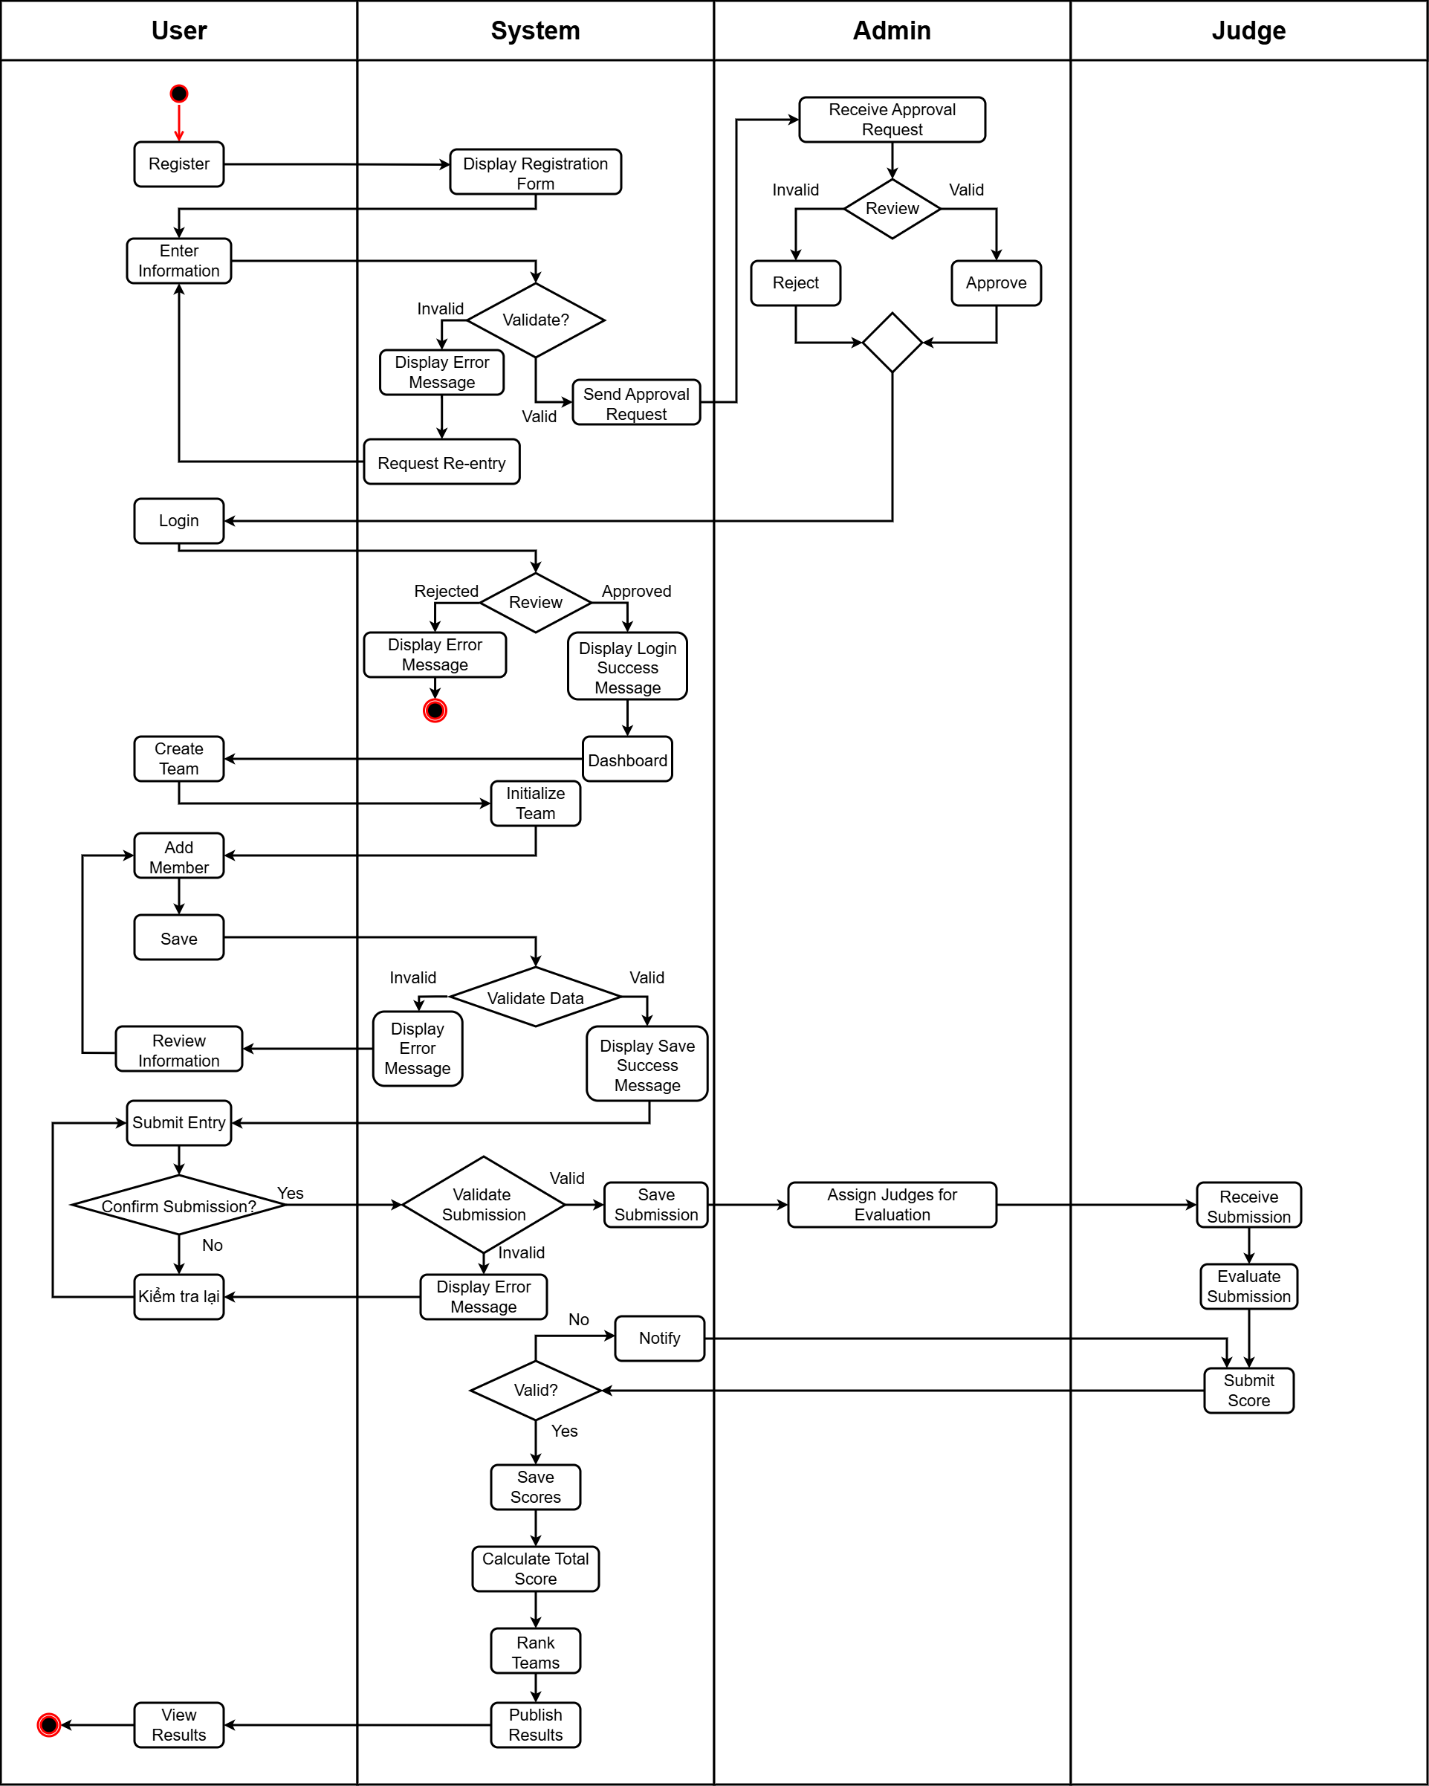 User
System
Admin
Judge
Receive Approval
Request
Register
Display Registration
Form
Invalid
Valid
Review
Enter
Information
Reject
Approve
Invalid
Validate?
Display Error
Message
Send Approval
Request
Valid
Request Re-entry
Login
Rejected
Approved
Review
Display Error
Message
Display Login
Success
Message
Create
Team
Dashboard
Initialize
Team
Add
Member
Save
Invalid
Valid
Validate Data
Display
Error
Message
Review
Information
Display Save
Success
Message
Submit Entry
Confirm Submission?
Yes
No
Validate
Submission
Valid
Invalid
Save
Submission
Assign Judges for
Evaluation
Receive
Submission
Evaluate
Submission
Kiểm tra lại
Display Error
Message
No
Notify
Valid?
Submit
Score
Yes
Save
Scores
Calculate Total
Score
Rank
Teams
View
Results
Publish
Results